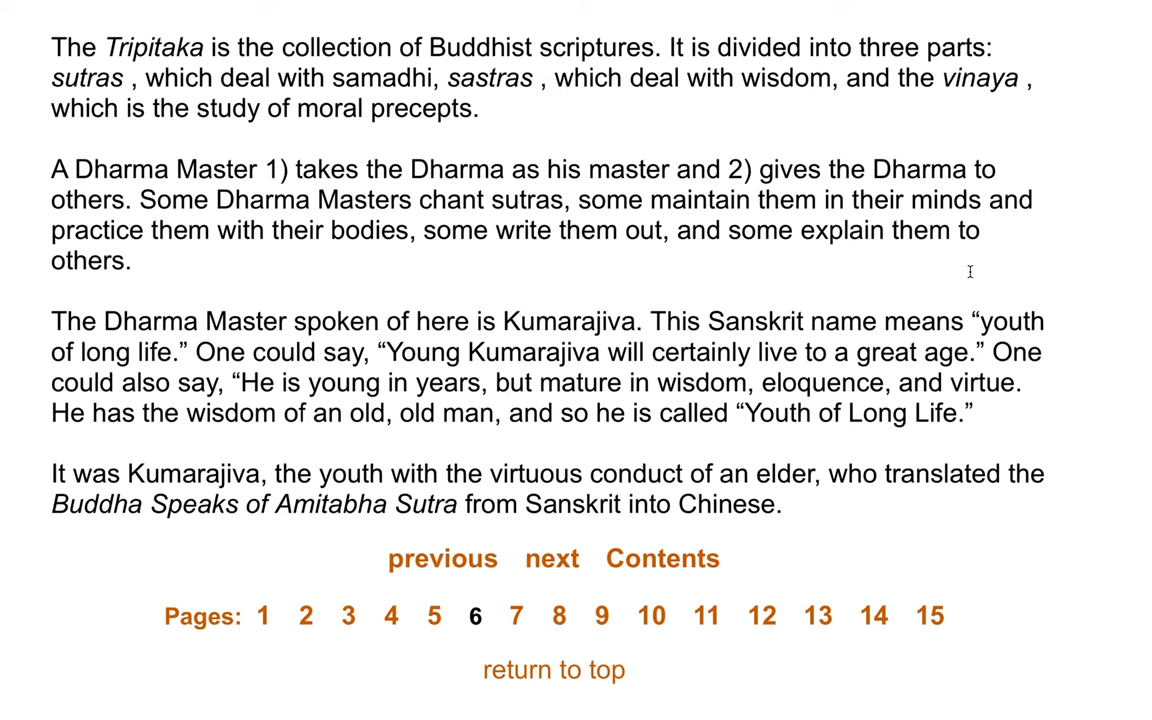 The Tripitaka is the collection of Buddhist scriptures. It is divided into three parts:
sutras , which deal with samadhi, sastras , which deal with wisdom, and the vinaya ,
which is the study of moral precepts.
A Dharma Master 1) takes the Dharma as his master and 2) gives the Dharma to
others. Some Dharma Masters chant sutras, some maintain them in their minds and
practice them with their bodies, some write them out, and some explain them to
others.
The Dharma Master spoken of here is Kumarajiva. This Sanskrit name means “youth
of long life.” One could say, “Young Kumarajiva will certainly live to a great age.” One
could also say, “He is young in years, but mature in wisdom, eloquence, and virtue.
He has the wisdom of an old, old man, and so he is called “Youth of Long Life.”
It was Kumarajiva, the youth with the virtuous conduct of an elder, who translated the
Buddha Speaks of Amitabha Sutra from Sanskrit into Chinese.
previous next Contents
Pages: 1 2 3 4 5 6 7 8 9 10 11 12 13 14 15
return to top